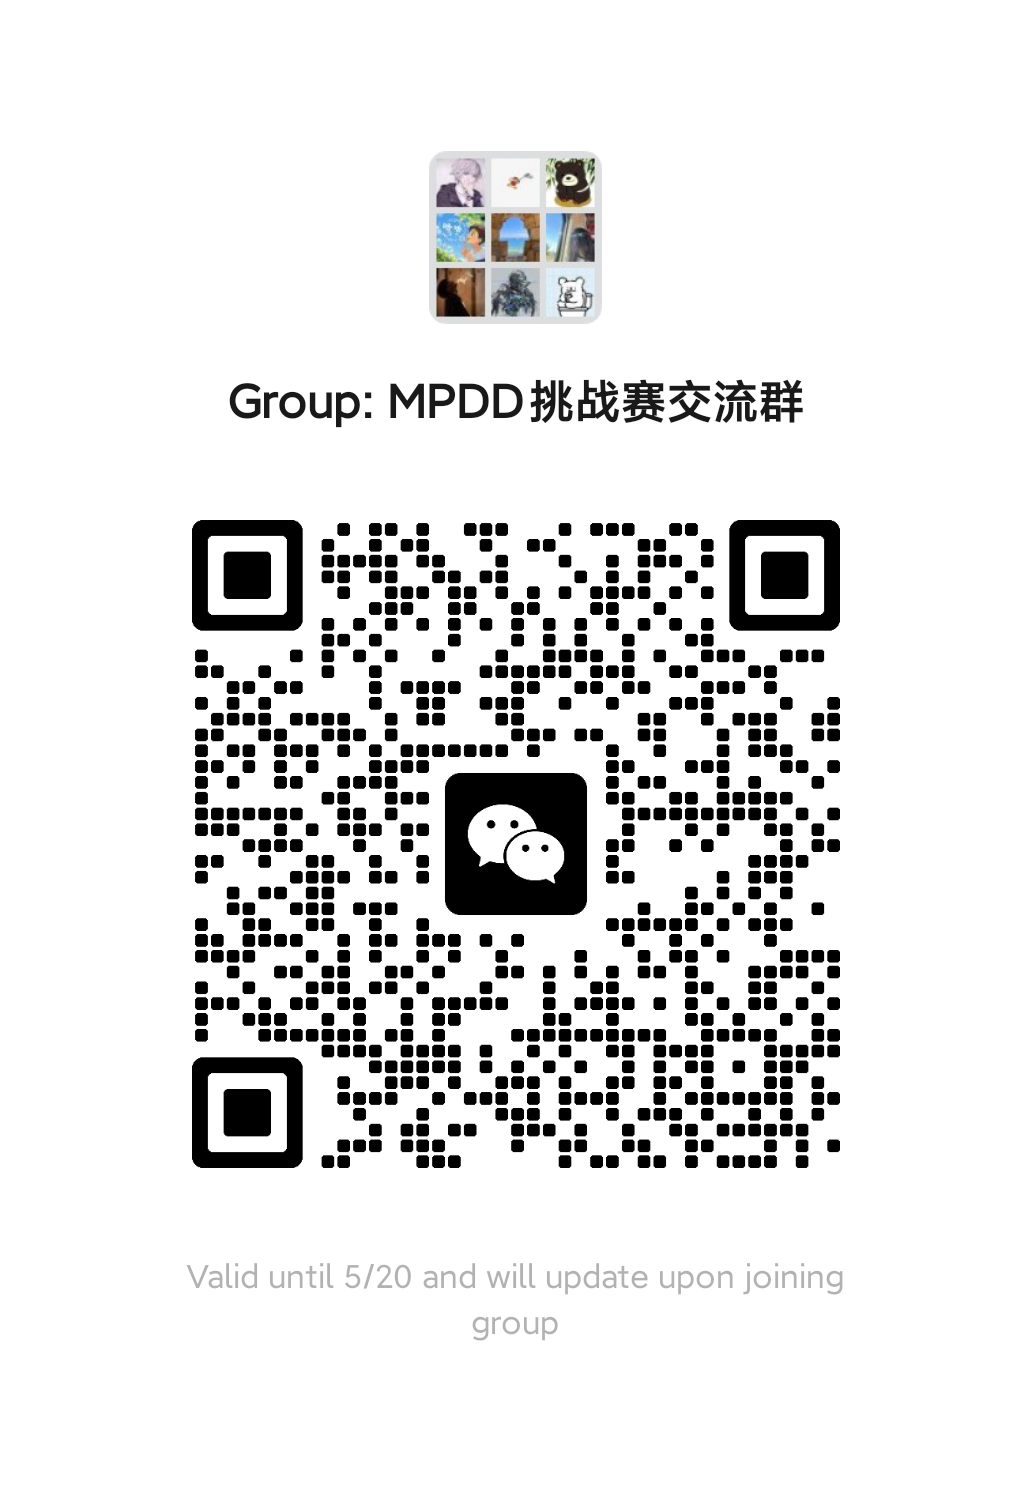 Group: MPDD挑战赛交流群
Valid until 5/20 and will update upon joining
group